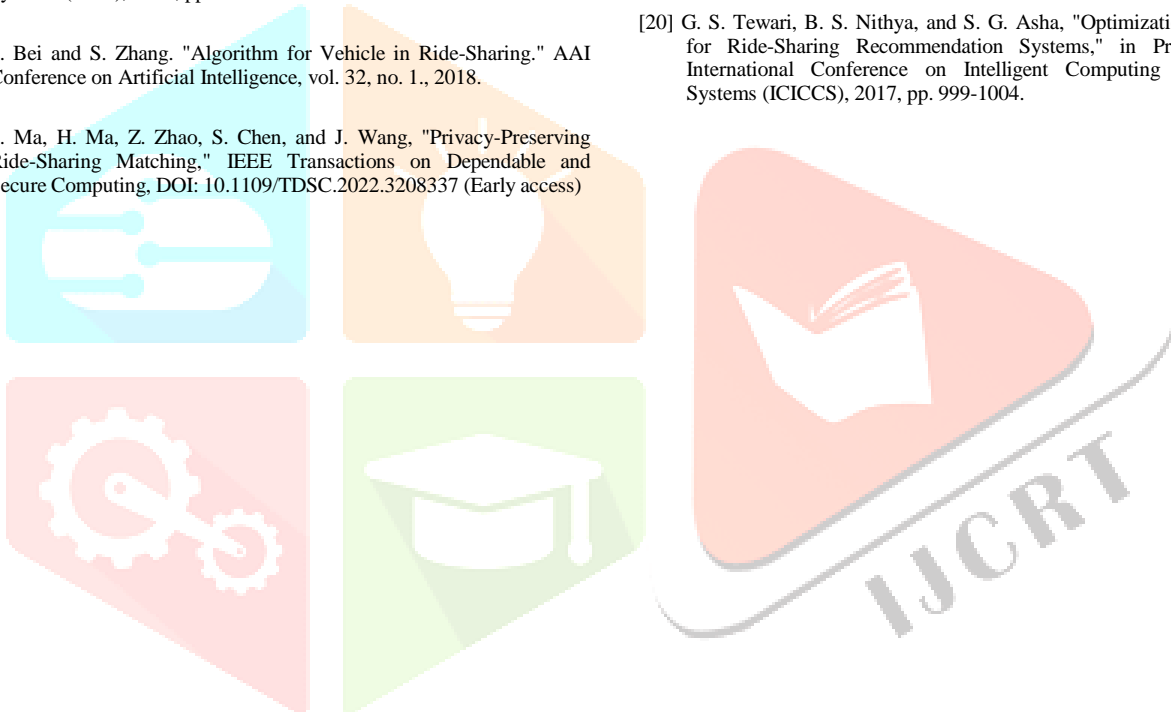 Bei and S. Zhang. "Algorithm for Vehicle in Ride-Sharing." AAI
Conference on Artificial Intelligence, vol. 32, no. 1., 2018.
Ma, H. Ma, Z. Zhao, S. Chen, and J. Wang, "Privacy-Preserving
Ride-Sharing Matching," IEEE Transactions on Dependable and
Secure Computing, DOI: 10.1109/TDSC.2022.3208337 (Early access)
[20] G. S. Tewari, B. S. Nithya, and S. G. Asha, "Optimizati
for Ride-Sharing Recommendation Systems," in Pr
International Conference on Intelligent Computing
Systems (ICICCS), 2017, pp. 999-1004.
IJCRT